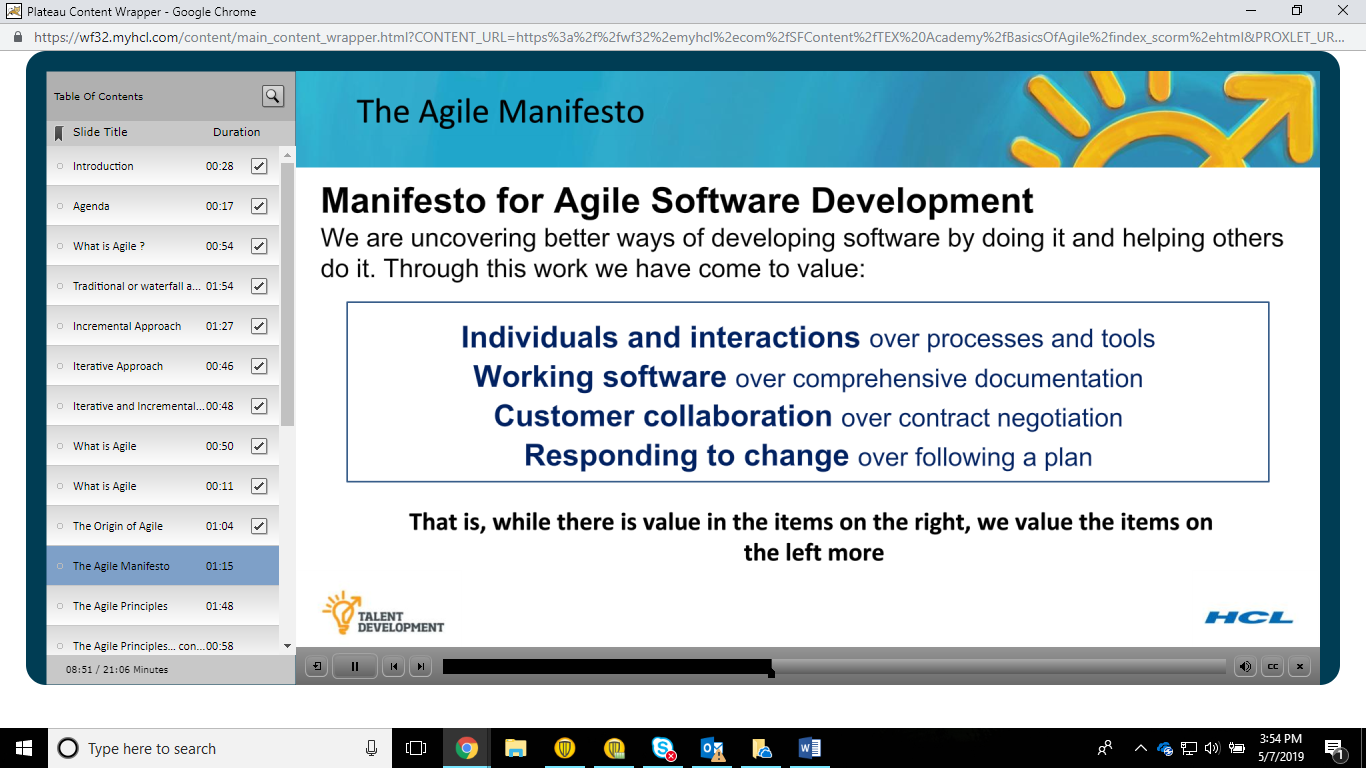 Plateau Content Wrapper - Google Chrome
https://wf32.myhcl.com/content/main_content_wrapper.html?CONTENT_URL=https%3a%2f%2fwf32%2emyhcl%2ecom%2fSFContent%2fTEX%20Academy%2fBasicsOfAgile%2findex_scorm%2ehtml&PROXLET_UR...
Table Of Contents
Slide Title Duration
Introduction 00:28
Agenda 00:17
What is Agile ? 00:54
Traditional or waterfall a... 01:54
Incremental Approach 01:27
Iterative Approach 00:46
Iterative and Incremental... 00:48
What is Agile 00:50
What is Agile 00:11
The Origin of Agile 01:04
The Agile Manifesto 01:15
The Agile Principles 01:48
The Agile Principles... con... 00:58
08:51 / 21:06 Minutes
The Agile Manifesto
Manifesto for Agile Software Development
We are uncovering better ways of developing software by doing it and helping others
do it. Through this work we have come to value:
Individuals and interactions over processes and tools
Working software over comprehensive documentation
Customer collaboration over contract negotiation
Responding to change over following a plan
That is, while there is value in the items on the right, we value the items on
the left more
TALENT
DEVELOPMENT
HCL
CC
Type here to search
3:54 PM
5/7/2019
1